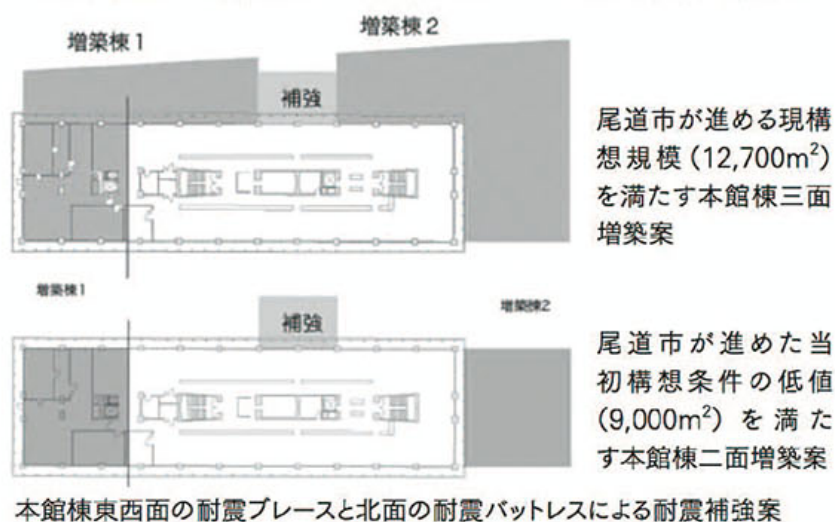 増築棟1
増築棟2
補強
尾道市が進める現構
想規模（12,700m²）
を満たす本館棟三面
増築案
増築棟1
補強
増築棟2
尾道市が進めた当
初構想条件の低値
（9,000m²）を満た
す本館棟二面増築案
本館棟東西面の耐震ブレースと北面の耐震バットレスによる耐震補強案